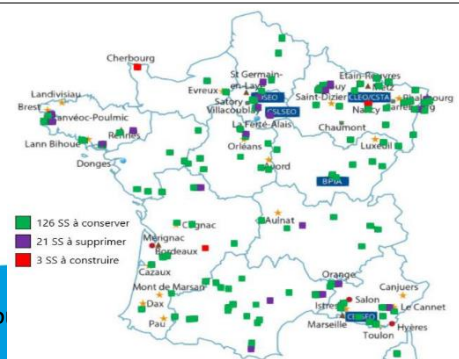 Cherbourg
St Germain-
en-Laye
Evreux
Satory
Villacoublay
CSLSEO
La Ferté-Alais
Orléans
Etain-Rouvres
Metz
CLEO/CSTA
Phalsbourg
Saint-Dizier
Nancy
Chaumont
Luxeuil
Landivisiau
Brest
Lanvéoc-Poulmic
Rennes
Lann Bihoué
Donges
Avord
BPIA
126 SS à conserver
21 SS à supprimer
3 SS à construire
Cognac
Aulnat
Mérignac
Bordeaux
Cazaux
Mont de Marsan
Dax
Pau
Orange
Canjuers
Istres
Salon
Le Cannet
Marseille
Hyères
Toulon